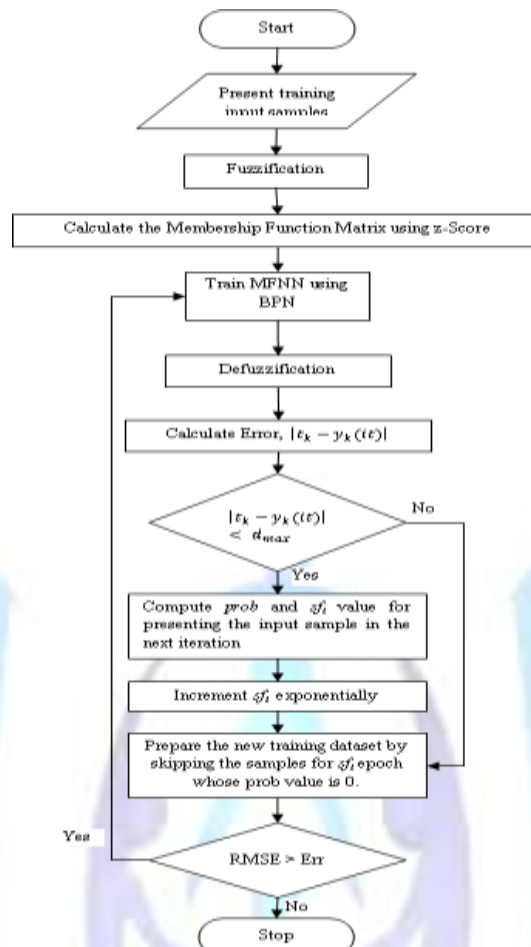 Start
Present training
input samples
Fuzzification
Calculate the Membership Function Matrix using z-Score
Train MFNN using
BPN
Defuzzification
Calculate Error, |t_k − y_k(it)|
|t_k − y_k(it)|
< d_max
No
Yes
Compute prob and sf_i value for
presenting the input sample in the
next iteration
Increment sf_i exponentially
Prepare the new training dataset by
skipping the samples for sf_i epoch
whose prob value is 0.
Yes
RMSE > Err
No
Stop